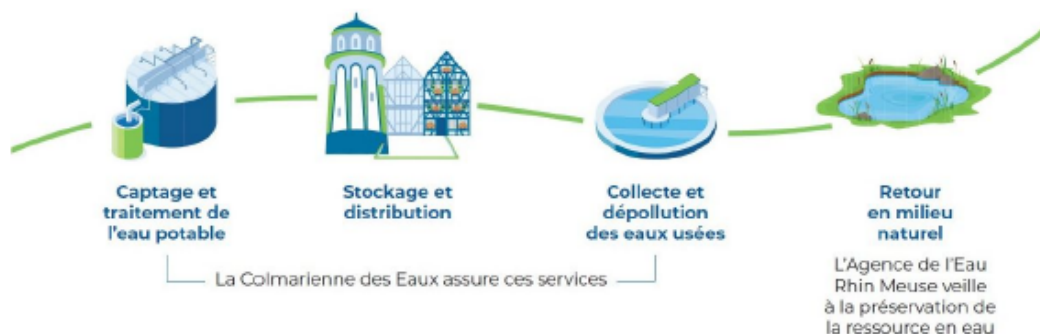 Captage et
traitement de
l'eau potable
Stockage et
distribution
Collecte et
dépollution
des eaux usées
Retour
en milieu
naturel
La Colmarienne des Eaux assure ces services
L'Agence de l'Eau
Rhin Meuse veille
à la préservation de
la ressource en eau